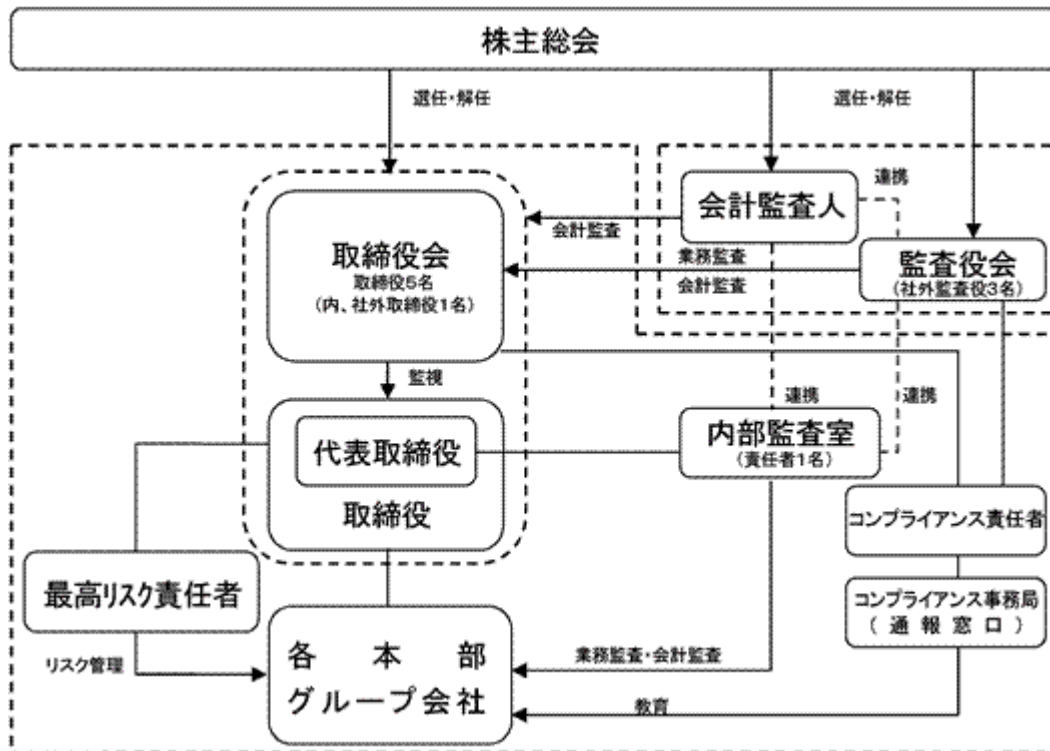 株主総会
選任・解任
選任・解任
連携
会計監査人
会計監査
取締役会
取締役5名
（内、社外取締役1名）
業務監査
会計監査
監査役会
（社外監査役3名）
監視
連携
連携
代表取締役
取締役
内部監査室
（責任者1名）
コンプライアンス責任者
最高リスク責任者
コンプライアンス事務局
（ 通 報 窓 口 ）
リスク管理
各 本 部
グループ会社
業務監査・会計監査
教育